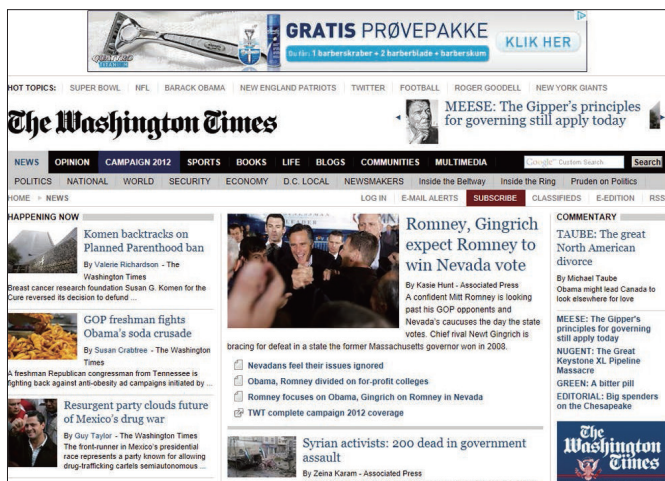 GRATIS PRØVEPAKKE
Du får: 1 barberskraber + 2 barberblade + barberskum
KLIK HER
HOT TOPICS: SUPER BOWL NFL BARACK OBAMA NEW ENGLAND PATRIOTS TWITTER FOOTBALL ROGER GOODELL NEW YORK GIANTS
The Washington Times
MEESE: The Gipper's principles
for governing still apply today
NEWS OPINION CAMPAIGN 2012 SPORTS BOOKS LIFE BLOGS COMMUNITIES MULTIMEDIA Google Custom Search Search
POLITICS NATIONAL WORLD SECURITY ECONOMY D.C. LOCAL NEWSMAKERS Inside the Beltway Inside the Ring Pruden on Politics
HOME > NEWS LOG IN E-MAIL ALERTS SUBSCRIBE CLASSIFIEDS E-EDITION RSS
HAPPENING NOW
Komen backtracks on
Planned Parenthood ban
By Valerie Richardson - The
Washington Times
Breast cancer research foundation Susan G. Komen for the
Cure reversed its decision to defund ...
GOP freshman fights
Obama's soda crusade
By Susan Crabtree - The Washington
Times
A freshman Republican congressman from Tennessee is
fighting back against anti-obesity ad campaigns initiated by ...
Resurgent party clouds future
of Mexico's drug war
By Guy Taylor - The Washington Times
The front-runner in Mexico's presidential
race represents a party known for allowing
drug-trafficking cartels semiautonomous ...
Romney, Gingrich
expect Romney to
win Nevada vote
By Kasie Hunt - Associated Press
A confident Mitt Romney is looking
past his GOP opponents and
Nevada's caucuses the day the state
votes. Chief rival Newt Gingrich is
bracing for defeat in a state the former Massachusetts governor won in 2008.
Nevadans feel their issues ignored
Obama, Romney divided on for-profit colleges
Romney focuses on Obama, Gingrich on Romney in Nevada
TWT complete campaign 2012 coverage
Syrian activists: 200 dead in government
assault
By Zeina Karam - Associated Press
COMMENTARY
TAUBE: The great
North American
divorce
By Michael Taube
Obama might lead Canada to
look elsewhere for love
MEESE: The Gipper's
principles for governing
still apply today
NUGENT: The Great
Keystone XL Pipeline
Massacre
GREEN: A bitter pill
EDITORIAL: Big spenders
on the Chesapeake
The
Washington
Times